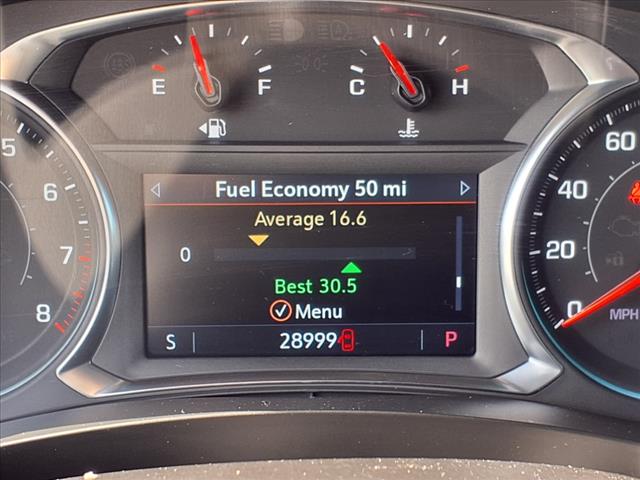 E F C H
Fuel Economy 50 mi
Average 16.6
0
Best 30.5
Menu
S 28999 P
5
6
7
8
60
40
20
0
MPH